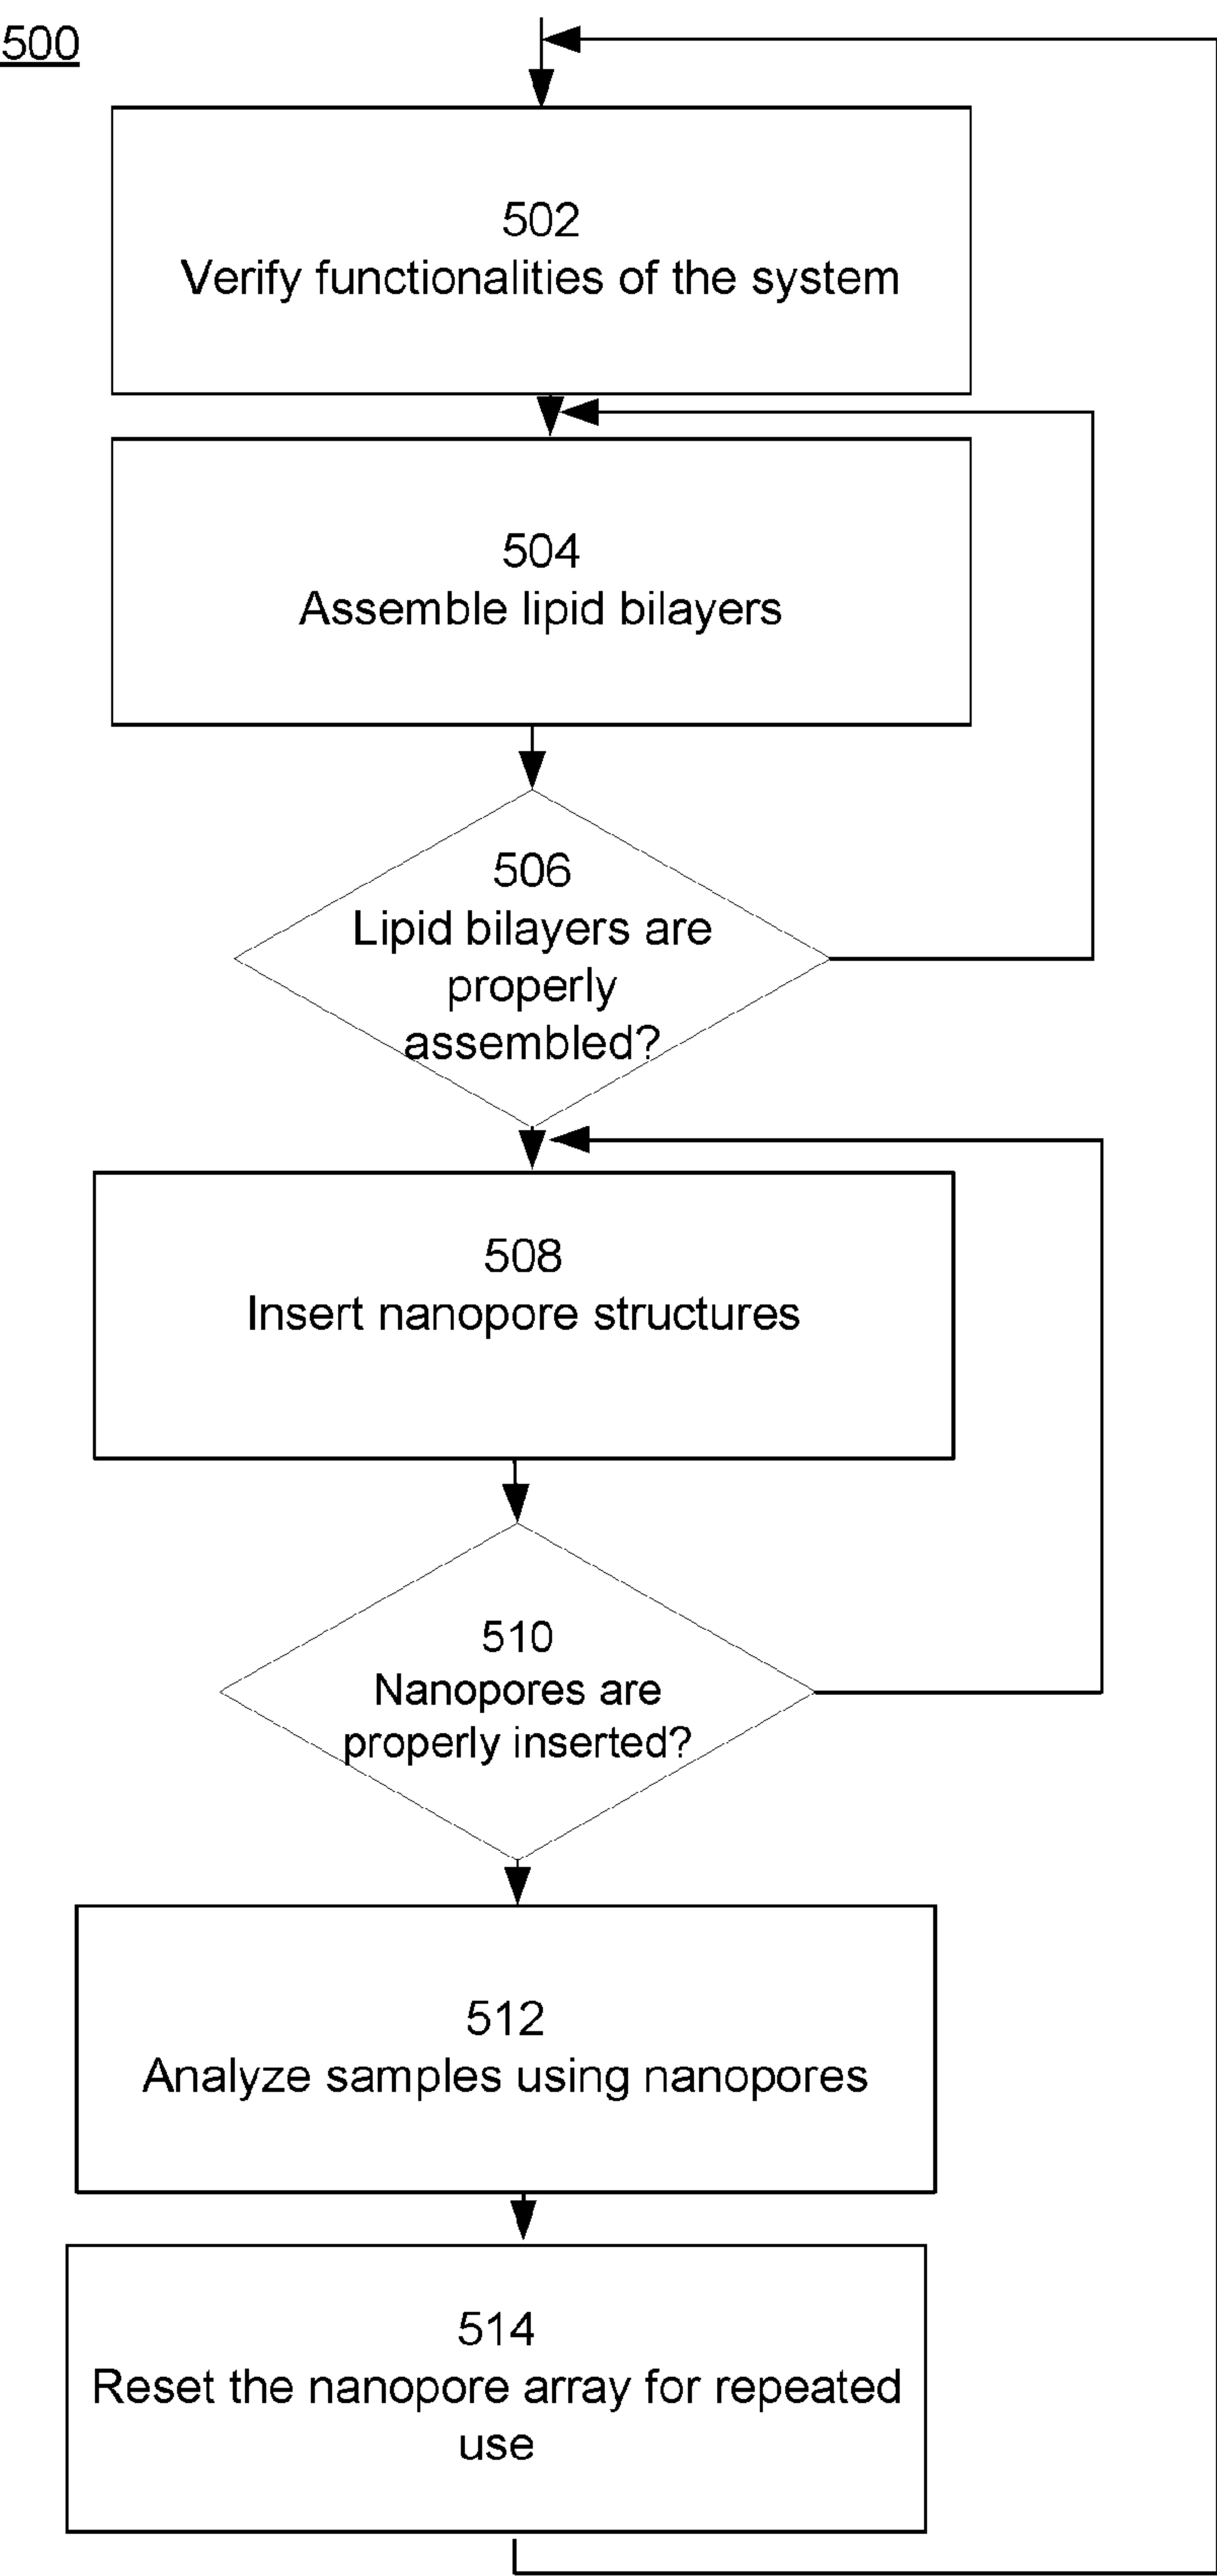 500
502
Verify functionalities of the system
504
Assemble lipid bilayers
506
Lipid bilayers are
properly
assembled?
508
Insert nanopore structures
510
Nanopores are
properly inserted?
512
Analyze samples using nanopores
514
Reset the nanopore array for repeated
use